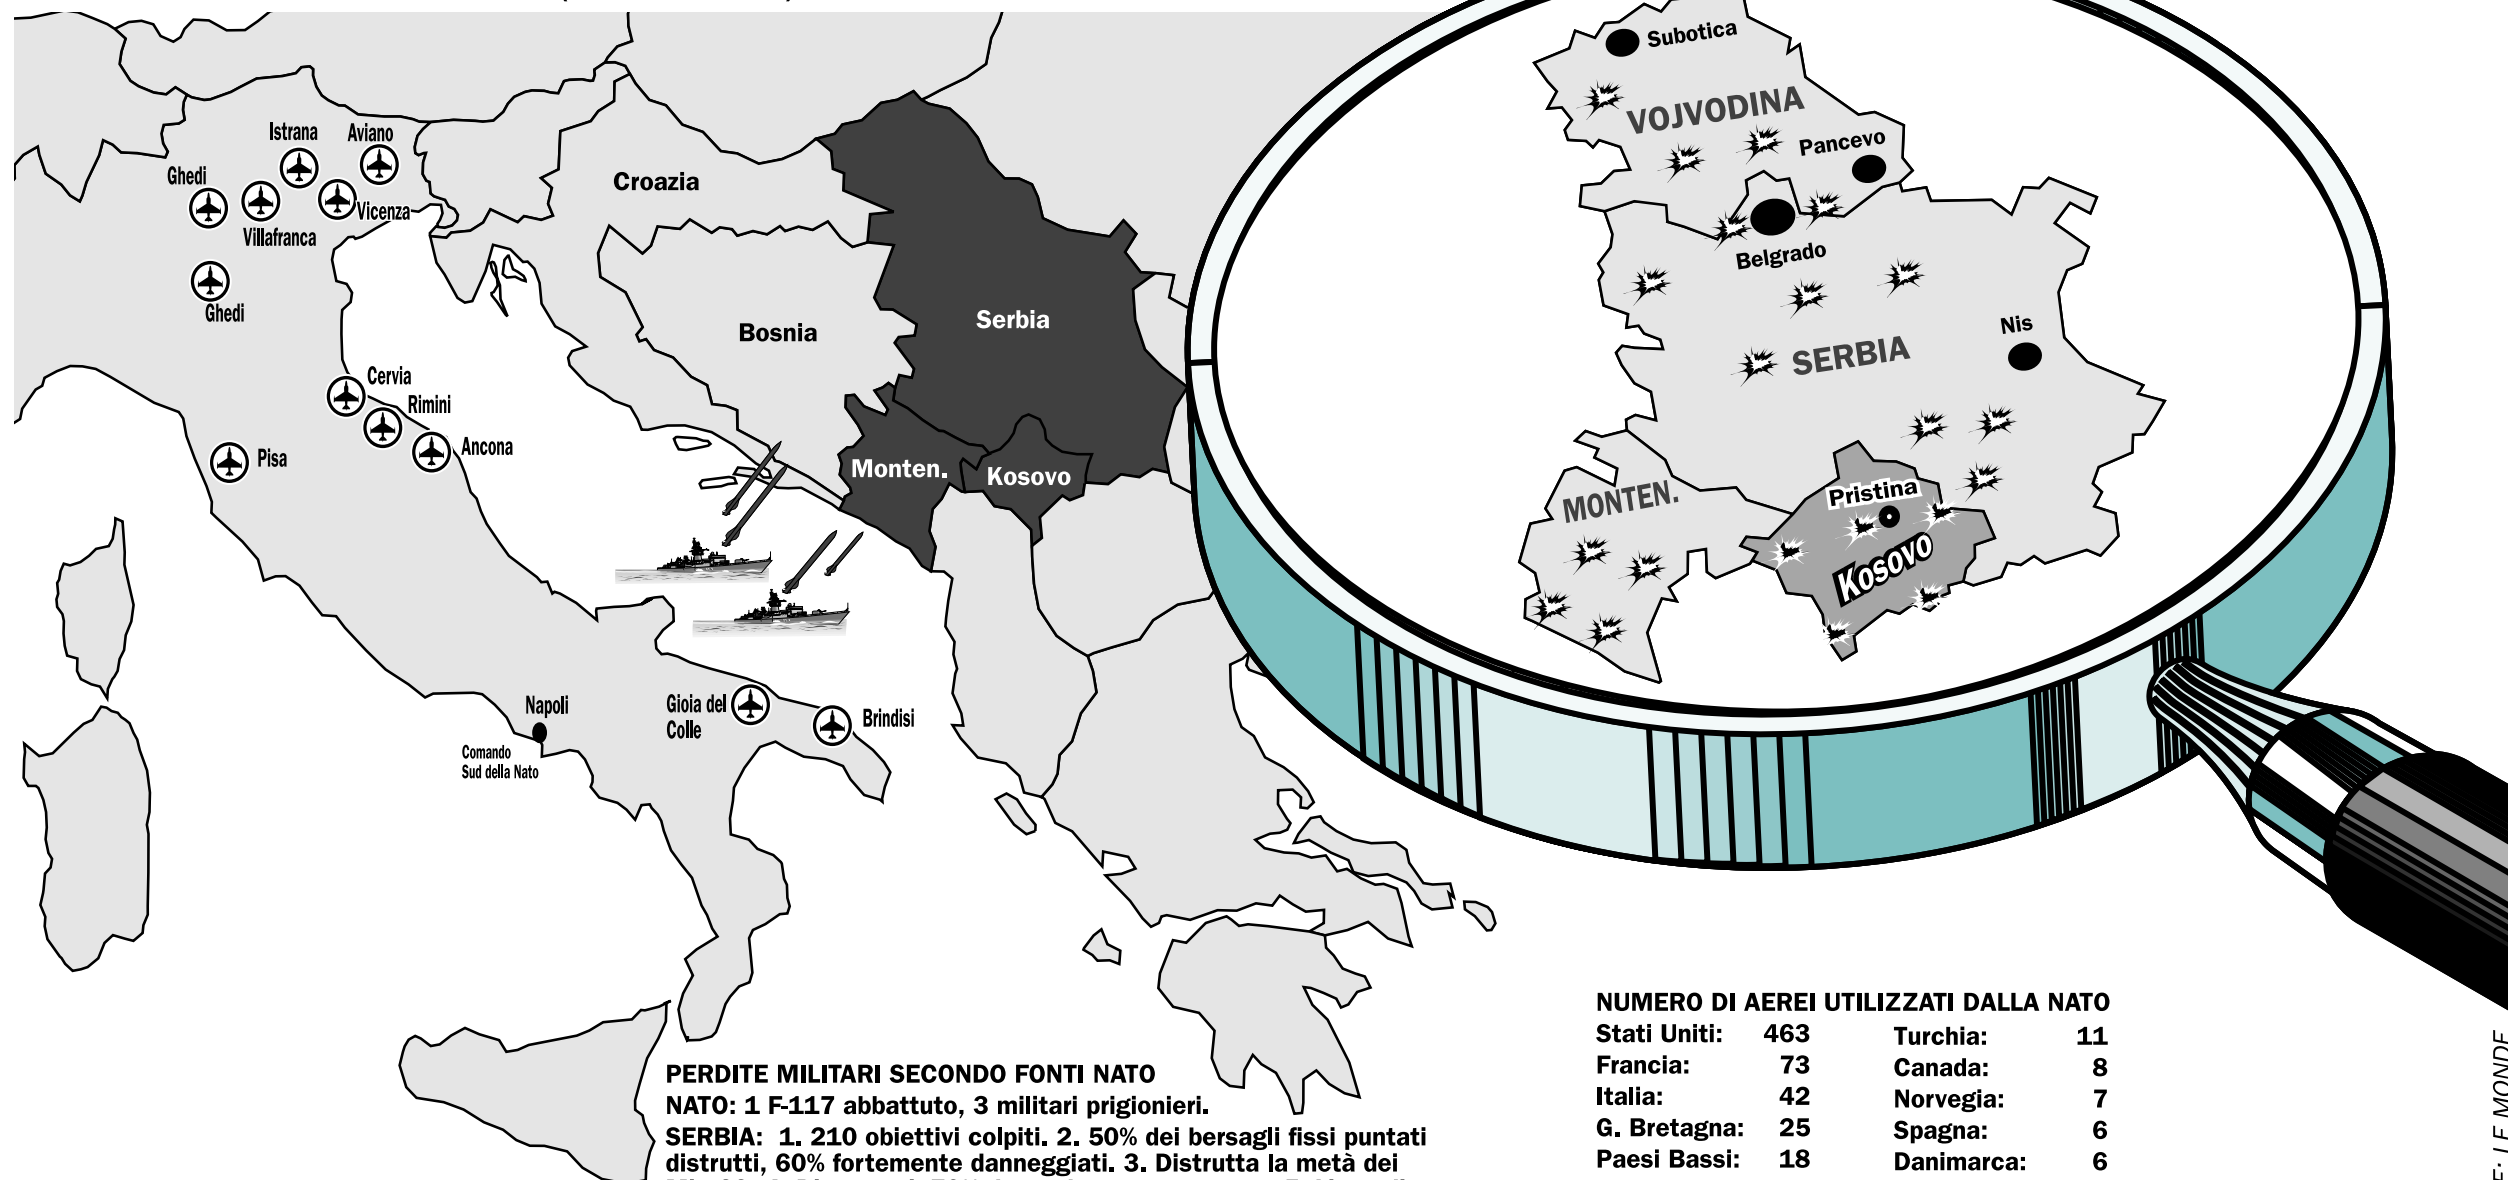 Istrana
Aviano
Ghedi
Vicenza
Villafranca
Ghedi
Cervia
Rimini
Ancona
Pisa
Croazia
Bosnia
Serbia
Monten.
Kosovo
Napoli
Comando
Sud della Nato
Gioia del
Colle
Brindisi
Subotica
VOJVODINA
Pancevo
Belgrado
Nis
SERBIA
MONTEN.
Pristina
Kosovo
PERDITE MILITARI SECONDO FONTI NATO
NATO: 1 F-117 abbattuto, 3 militari prigionieri.
SERBIA: 1. 210 obiettivi colpiti. 2. 50% dei bersagli fissi puntati
distrutti, 60% fortemente danneggiati. 3. Distrutta la metà dei
NUMERO DI AEREI UTILIZZATI DALLA NATO
Stati Uniti: 463
Francia: 73
Italia: 42
G. Bretagna: 25
Paesi Bassi: 18
Turchia: 11
Canada: 8
Norvegia: 7
Spagna: 6
Danimarca: 6
LE MONDE